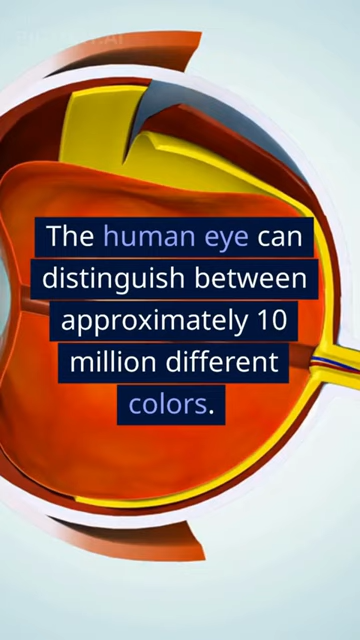 The human eye can
distinguish between
approximately 10
million different
colors.